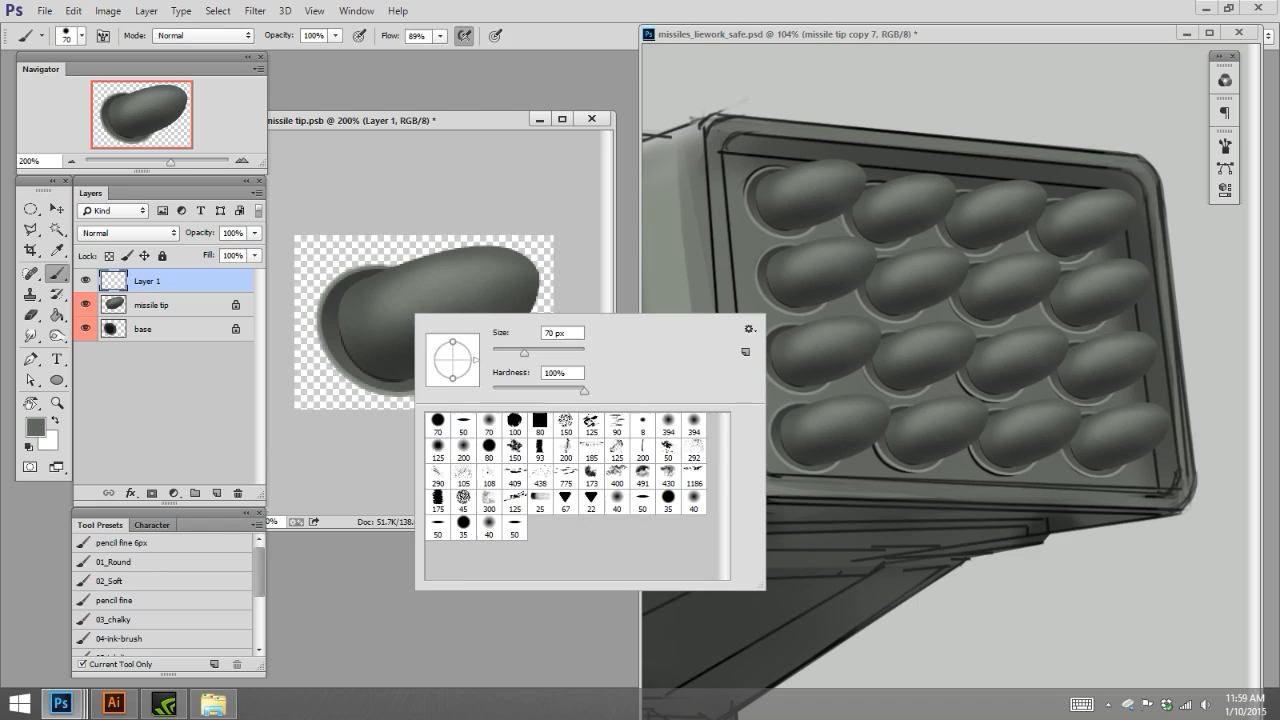 Ps File Edit Image Layer Type Select Filter 3D View Window Help
70 Mode: Normal Opacity: 100% Flow: 89%
missiles_liework_safe.psd @ 104% (missile tip copy 7, RGB/8) *
Navigator
missile tip.psb @ 200% (Layer 1, RGB/8) *
200%
Layers
Kind
Normal Opacity: 100%
Lock: Fill: 100%
Layer 1
missile tip
base
Size: 70 px
Hardness: 100%
70 50 70 100 80 150 125 90 8 394 394
125 200 80 150 93 200 185 125 200 50 292
290 105 108 409 438 775 173 400 491 430 1186
175 45 300 125 25 67 22 40 50 35 40
50 35 40 50
0% Doc: 51.7K/138.
Tool Presets Character
pencil fine 6px
01_Round
02_Soft
pencil fine
03_chalky
04-ink-brush
Current Tool Only
Ps Ai
11:59 AM
1/10/2015